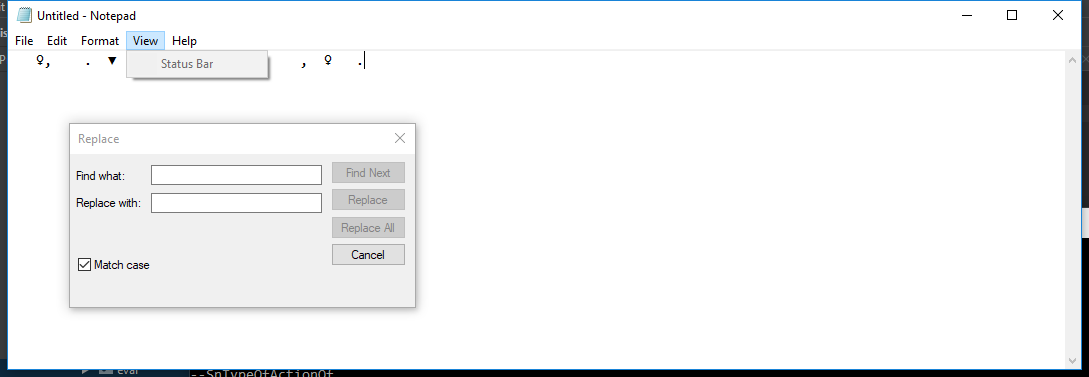 Untitled - Notepad
File Edit Format View Help
♀, . ▼ , ♀ .
Status Bar
Replace
Find what:
Find Next
Replace with:
Replace
Replace All
Cancel
Match case
eval
--SpTypeOfActionOf